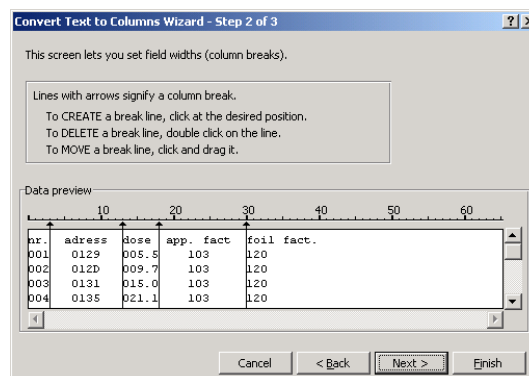 Convert Text to Columns Wizard - Step 2 of 3
This screen lets you set field widths (column breaks).
Lines with arrows signify a column break.
To CREATE a break line, click at the desired position.
To DELETE a break line, double click on the line.
To MOVE a break line, click and drag it.
Data preview
10 20 30 40 50 60
nr. adress dose app. fact foil fact.
001 0129 005.5 103 120
002 012D 009.7 103 120
003 0131 015.0 103 120
004 0135 021.1 103 120
Cancel < Back Next > Finish